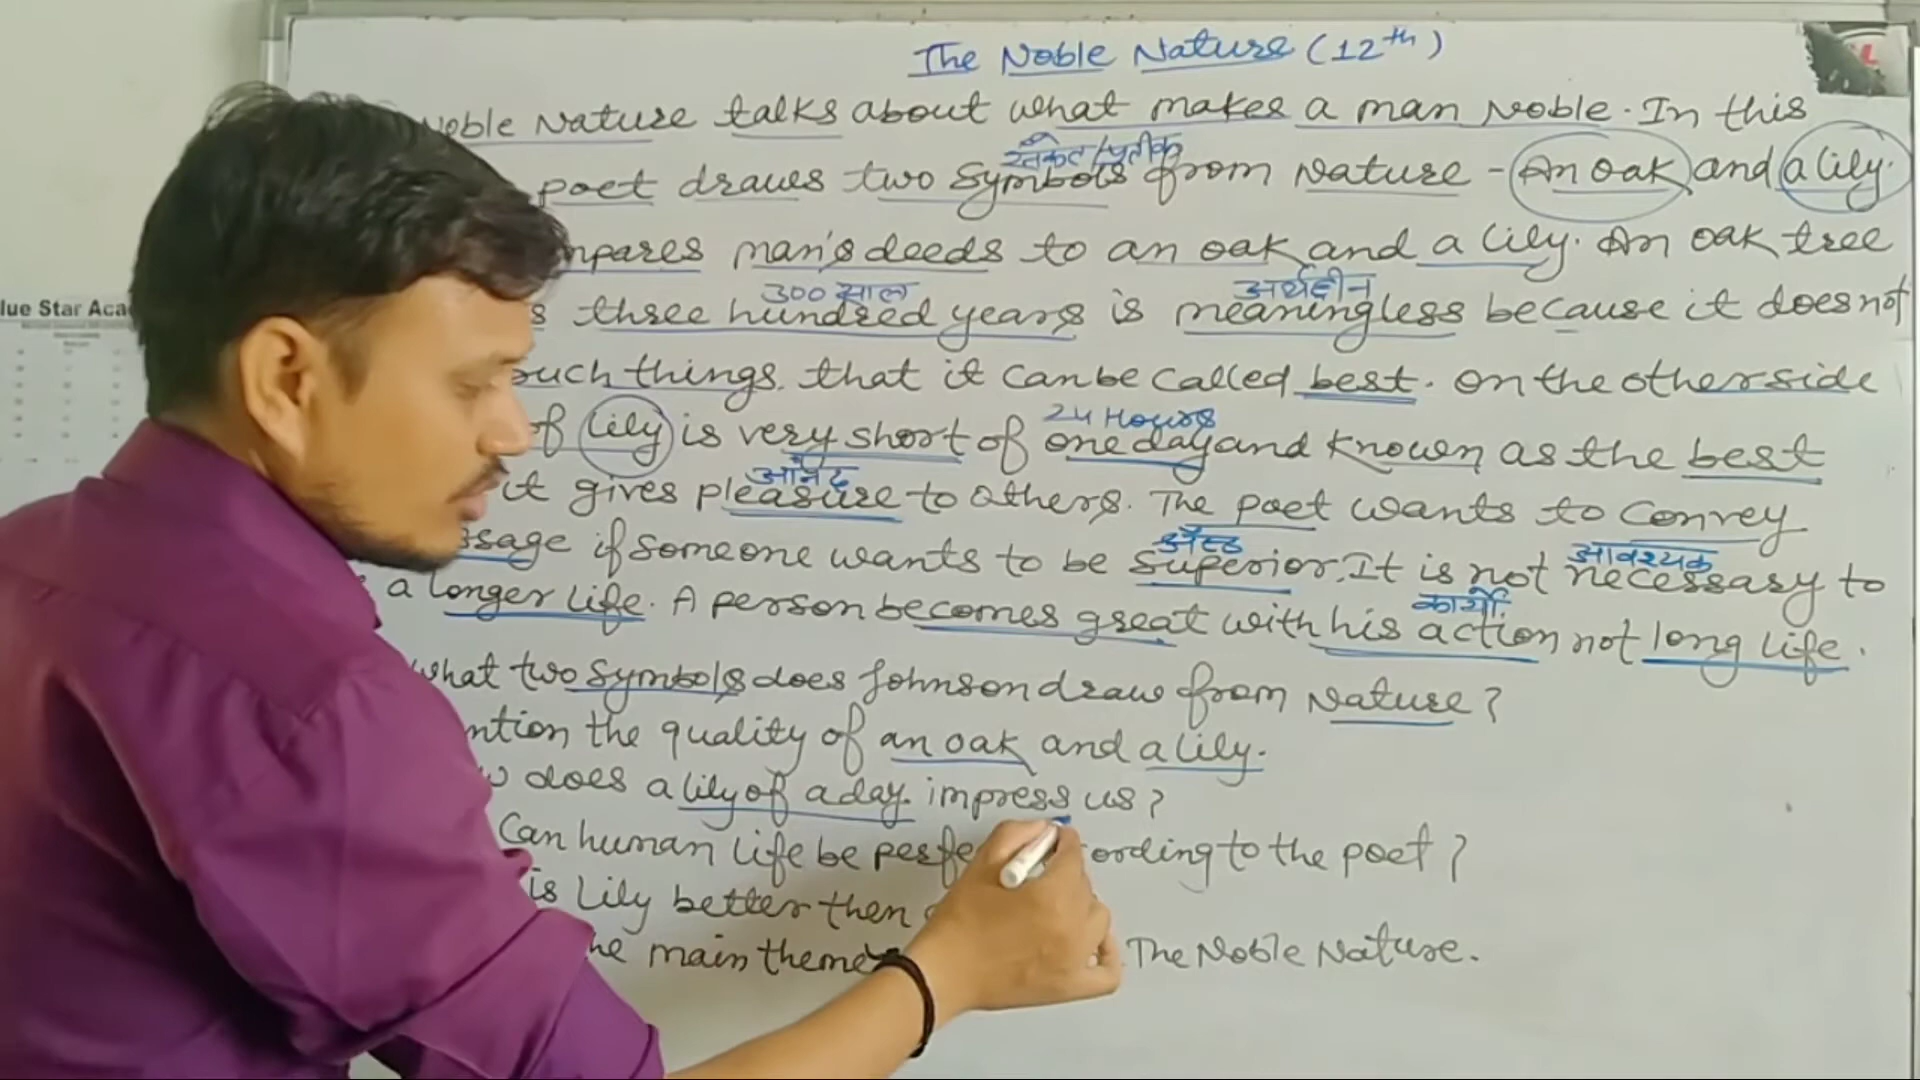 The Noble Nature (12th)
Noble Nature talks about what makes a man Noble. In this
संकेत/प्रतीक
poet draws two symbols from Nature - An oak and a lily.
mpares man's deeds to an oak and a lily. An oak tree
300 साल अर्थहीन
s three hundred years is meaningless because it does not
such things. that it can be called best. on the other side
24 Hours
of lily is very short of one day and known as the best
आनंद
it gives pleasure to others. The poet wants to convey
श्रेष्ठ आवश्यक
ssage if someone wants to be superior. It is not necessary to
कार्यो
a longer life. A person becomes great with his action not long life.
what two symbols does Johnson draw from Nature?
ntion the quality of an oak and a lily.
w does a lily of a day impress us?
Can human life be perfe ording to the poet?
is Lily better then
he main theme The Noble Nature.
lue Star Aca